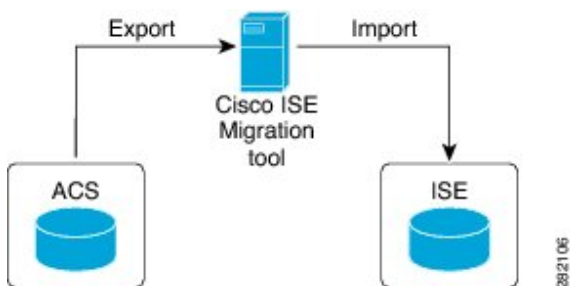 Export
Import
Cisco ISE
Migration
tool
ACS
ISE
282106